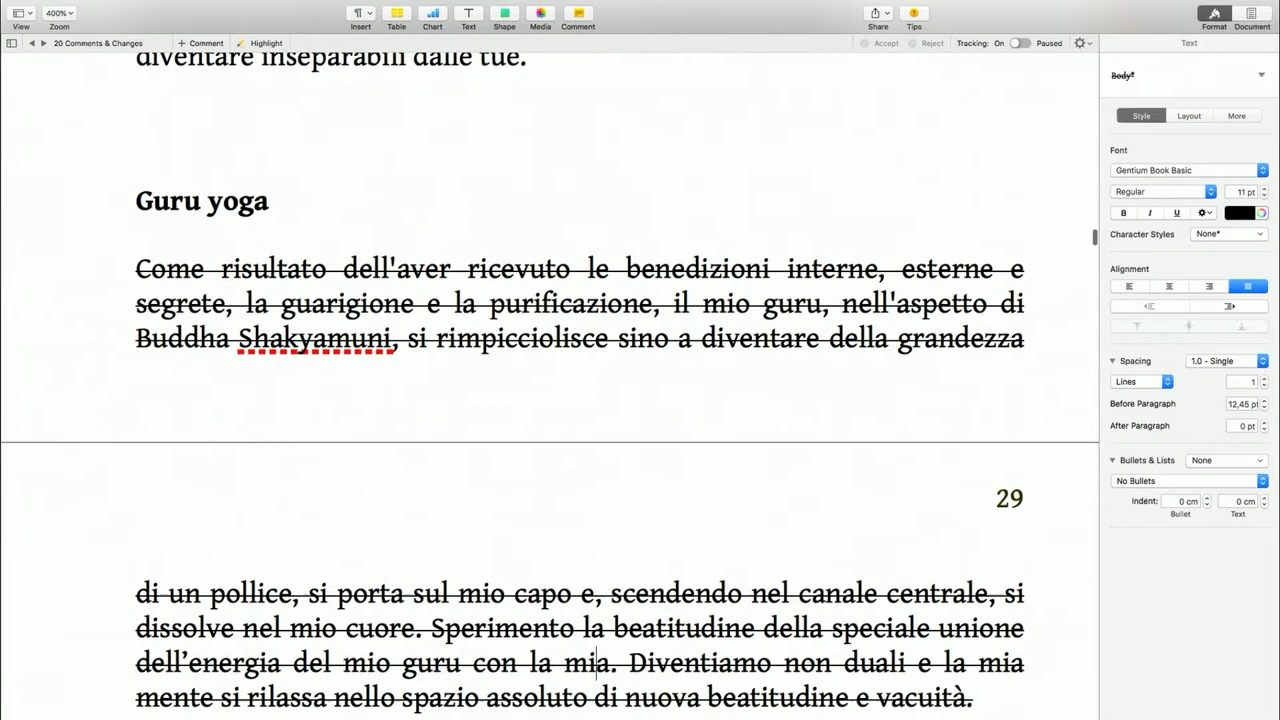 400%
View
Zoom
Insert
Table
Chart
Text
Shape
Media
Comment
Share
Tips
Format
Document
20 Comments & Changes
+ Comment
Highlight
Accept
Reject
Tracking: On
Paused
Text
diventare inseparabili dalle tue.
Guru yoga
Come risultato dell'aver ricevuto le benedizioni interne, esterne e
segrete, la guarigione e la purificazione, il mio guru, nell'aspetto di
Buddha Shakyamuni, si rimpicciolisce sino a diventare della grandezza
29
di un pollice, si porta sul mio capo e, scendendo nel canale centrale, si
dissolve nel mio cuore. Sperimento la beatitudine della speciale unione
dell’energia del mio guru con la mia. Diventiamo non duali e la mia
mente si rilassa nello spazio assoluto di nuova beatitudine e vacuità.
Body*
Style
Layout
More
Font
Gentium Book Basic
Regular
11 pt
B I U
Character Styles
None*
Alignment
Spacing
1.0 - Single
Lines
1
Before Paragraph
12,45 pt
After Paragraph
0 pt
Bullets & Lists
None
No Bullets
Indent:
0 cm
0 cm
Bullet
Text